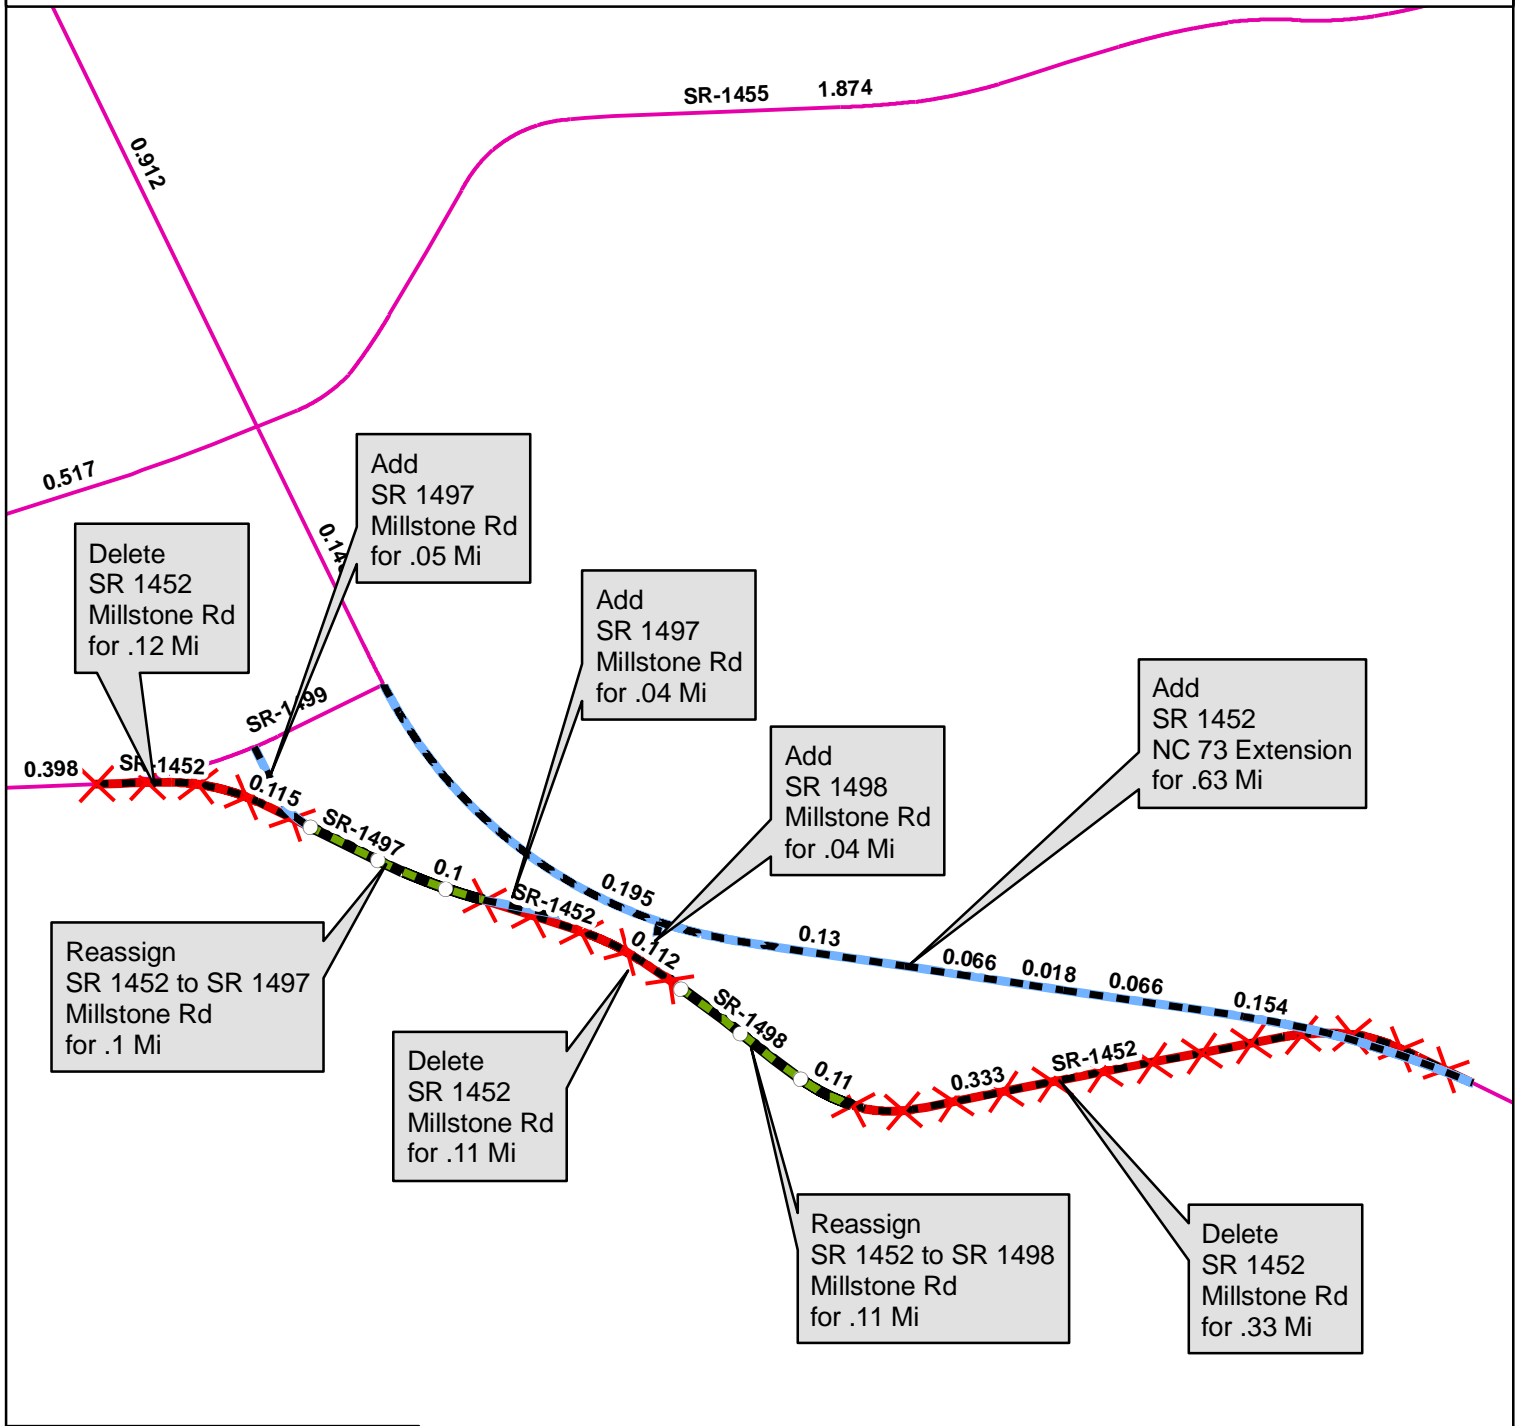 SR-1455 1.874
0.912
0.517
Add
SR 1497
Millstone Rd
for .05 Mi
Delete
SR 1452
Millstone Rd
for .12 Mi
Add
SR 1497
Millstone Rd
for .04 Mi
Add
SR 1452
NC 73 Extension
for .63 Mi
SR-1499
Add
SR 1498
Millstone Rd
for .04 Mi
0.398
SR-1452
0.115
SR-1497
0.1
SR-1452
0.112
0.195
0.13
0.066
0.018
0.066
0.154
Reassign
SR 1452 to SR 1497
Millstone Rd
for .1 Mi
SR-1498
0.11
0.333
SR-1452
Delete
SR 1452
Millstone Rd
for .11 Mi
Reassign
SR 1452 to SR 1498
Millstone Rd
for .11 Mi
Delete
SR 1452
Millstone Rd
for .33 Mi